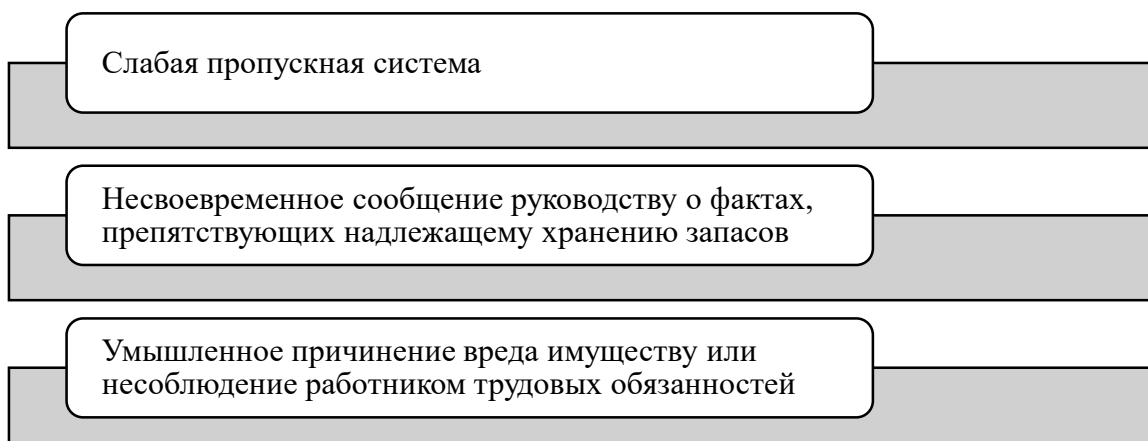 Слабая пропускная система
Несвоевременное сообщение руководству о фактах,
препятствующих надлежащему хранению запасов
Умышленное причинение вреда имуществу или
несоблюдение работником трудовых обязанностей